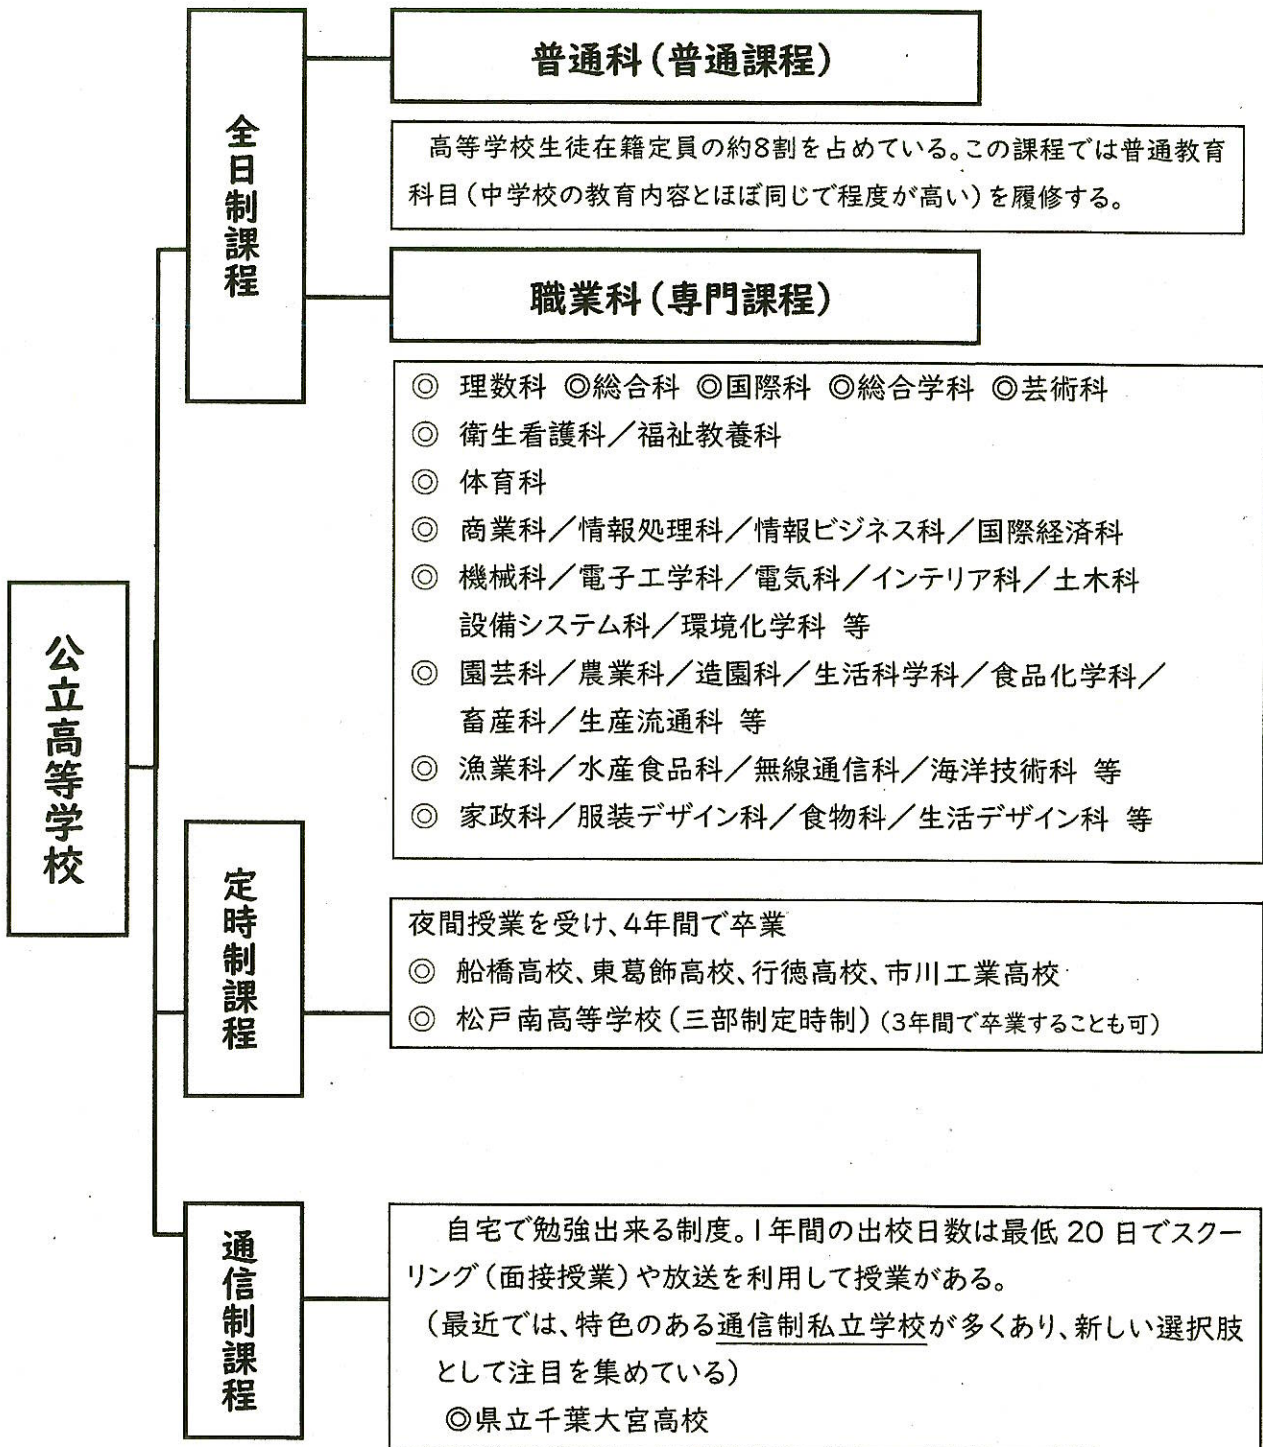 公立高等学校
全日制課程
普通科(普通課程)
高等学校生徒在籍定員の約8割を占めている。この課程では普通教育
科目(中学校の教育内容とほぼ同じで程度が高い)を履修する。
職業科(専門課程)
◎ 理数科 ◎総合科 ◎国際科 ◎総合学科 ◎芸術科
◎ 衛生看護科/福祉教養科
◎ 体育科
◎ 商業科/情報処理科/情報ビジネス科/国際経済科
◎ 機械科/電子工学科/電気科/インテリア科/土木科
設備システム科/環境化学科 等
◎ 園芸科/農業科/造園科/生活科学科/食品化学科/
畜産科/生産流通科 等
◎ 漁業科/水産食品科/無線通信科/海洋技術科 等
◎ 家政科/服装デザイン科/食物科/生活デザイン科 等
定時制課程
夜間授業を受け、4年間で卒業
◎ 船橋高校、東葛飾高校、行徳高校、市川工業高校
◎ 松戸南高等学校(三部制定時制)(3年間で卒業することも可)
通信制課程
自宅で勉強出来る制度。1年間の出校日数は最低 20 日でスクー
リング(面接授業)や放送を利用して授業がある。
(最近では、特色のある通信制私立学校が多くあり、新しい選択肢
として注目を集めている)
◎県立千葉大宮高校